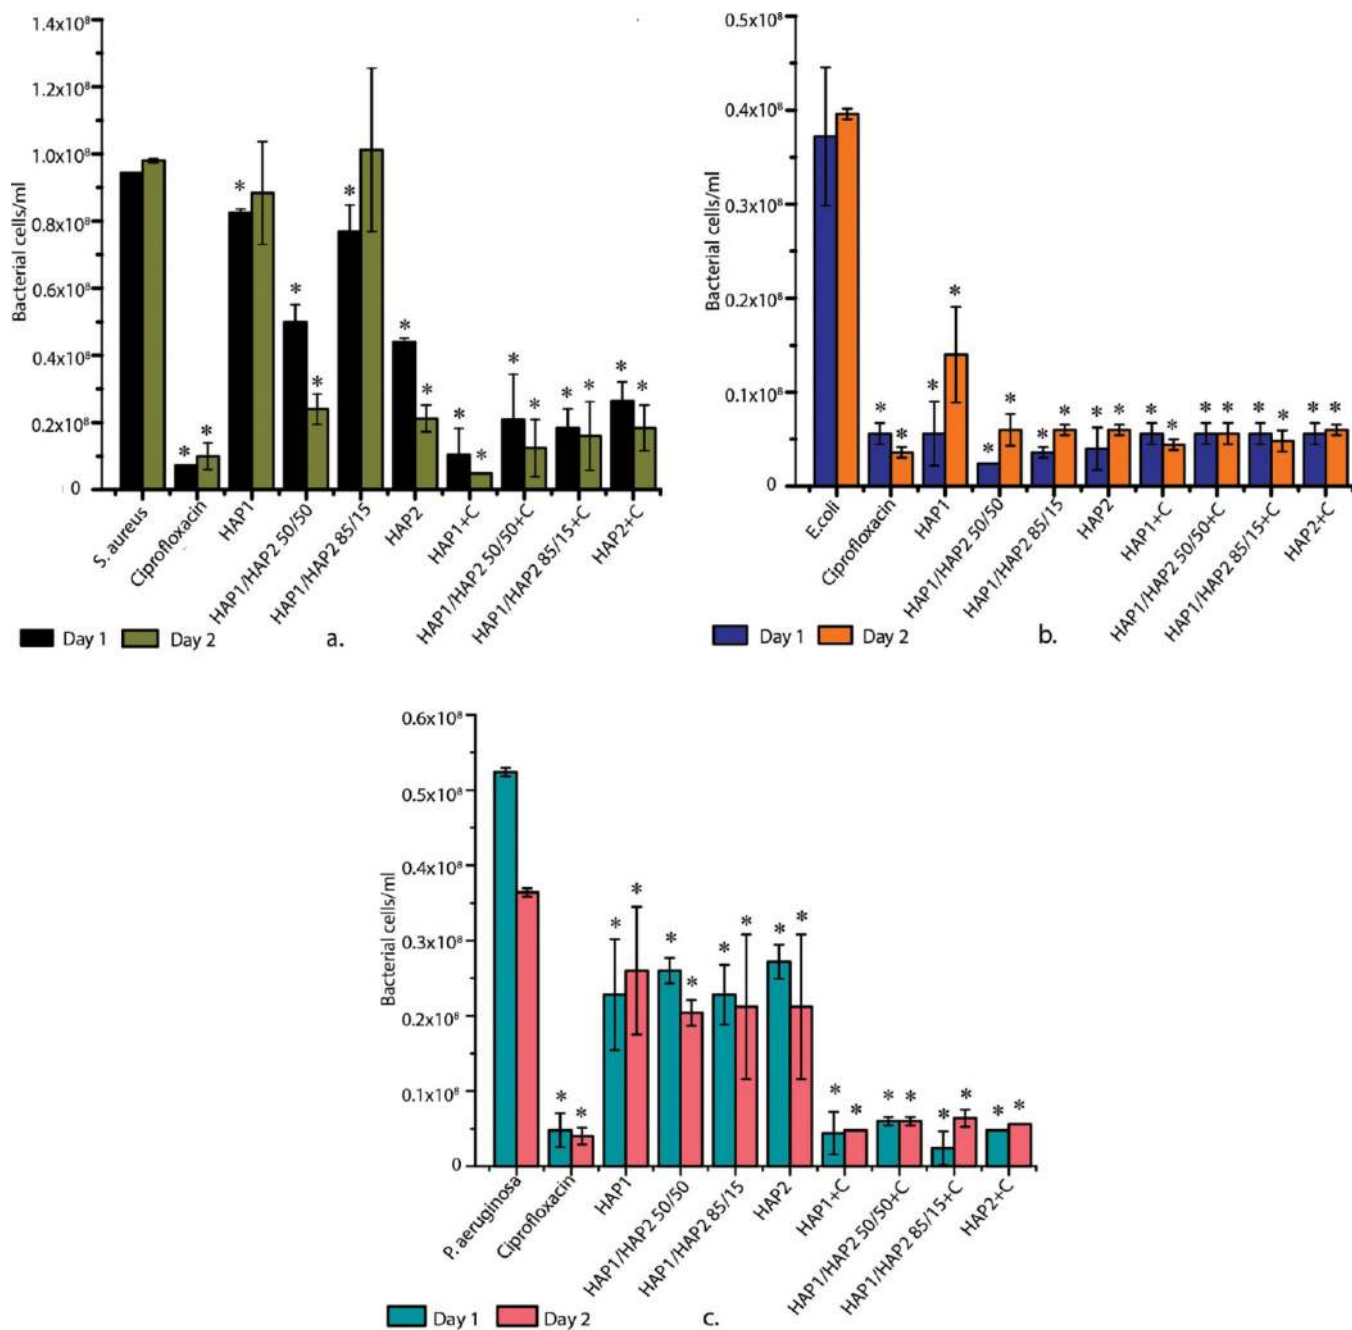 Bacterial cells/ml
1.4x10⁸
1.2x10⁸
1.0x10⁸
0.8x10⁸
0.6x10⁸
0.4x10⁸
0.2x10⁸
0
* * * * * * * * * * * * * * *
S. aureus
Ciprofloxacin
HAP1
HAP1/HAP2 50/50
HAP1/HAP2 85/15
HAP2
HAP1+C
HAP1/HAP2 50/50+C
HAP1/HAP2 85/15+C
HAP2+C
Day 1 Day 2
a.
Bacterial cells/ml
0.5x10⁸
0.4x10⁸
0.3x10⁸
0.2x10⁸
0.1x10⁸
0
* * * * * * * * * * * * * * * * * *
E.coli
Ciprofloxacin
HAP1
HAP1/HAP2 50/50
HAP1/HAP2 85/15
HAP2
HAP1+C
HAP1/HAP2 50/50+C
HAP1/HAP2 85/15+C
HAP2+C
Day 1 Day 2
b.
Bacterial cells/ml
0.6x10⁸
0.5x10⁸
0.4x10⁸
0.3x10⁸
0.2x10⁸
0.1x10⁸
0
* * * * * * * * * * * * * * * * * *
P. aeruginosa
Ciprofloxacin
HAP1
HAP1/HAP2 50/50
HAP1/HAP2 85/15
HAP2
HAP1+C
HAP1/HAP2 50/50+C
HAP1/HAP2 85/15+C
HAP2+C
Day 1 Day 2
c.